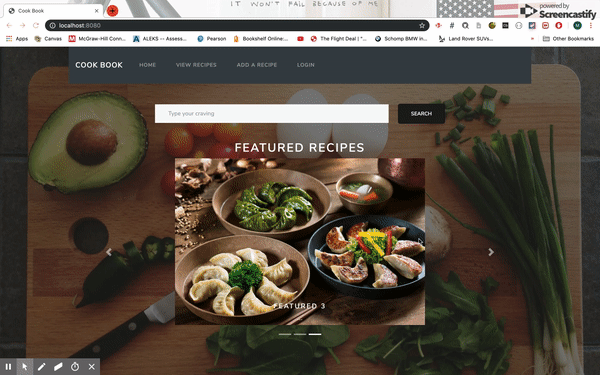 IT WON'T FAIL BECAUSE OF ME
powered by
Screencastify
Cook Book
localhost:8080
Apps
Canvas
McGraw-Hill Conn...
ALEKS -- Assess...
Pearson
Bookshelf Online:...
The Flight Deal | "...
Schomp BMW in...
Land Rover SUVs...
»
Other Bookmarks
COOK BOOK
HOME
VIEW RECIPES
ADD A RECIPE
LOGIN
Type your craving
SEARCH
FEATURED RECIPES
FEATURED 3